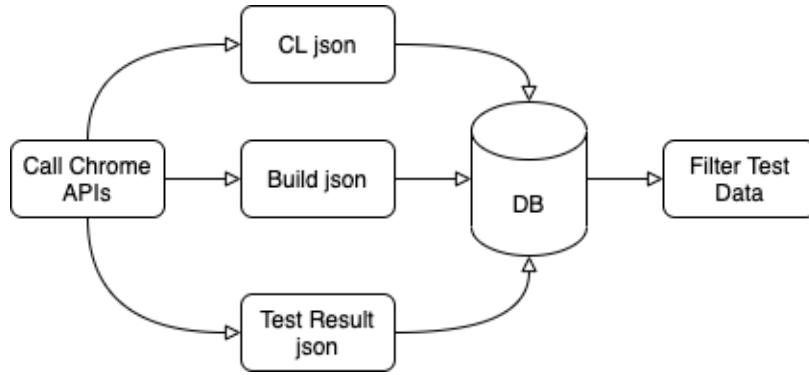 CL json
Call Chrome
APIs
Build json
DB
Filter Test
Data
Test Result
json